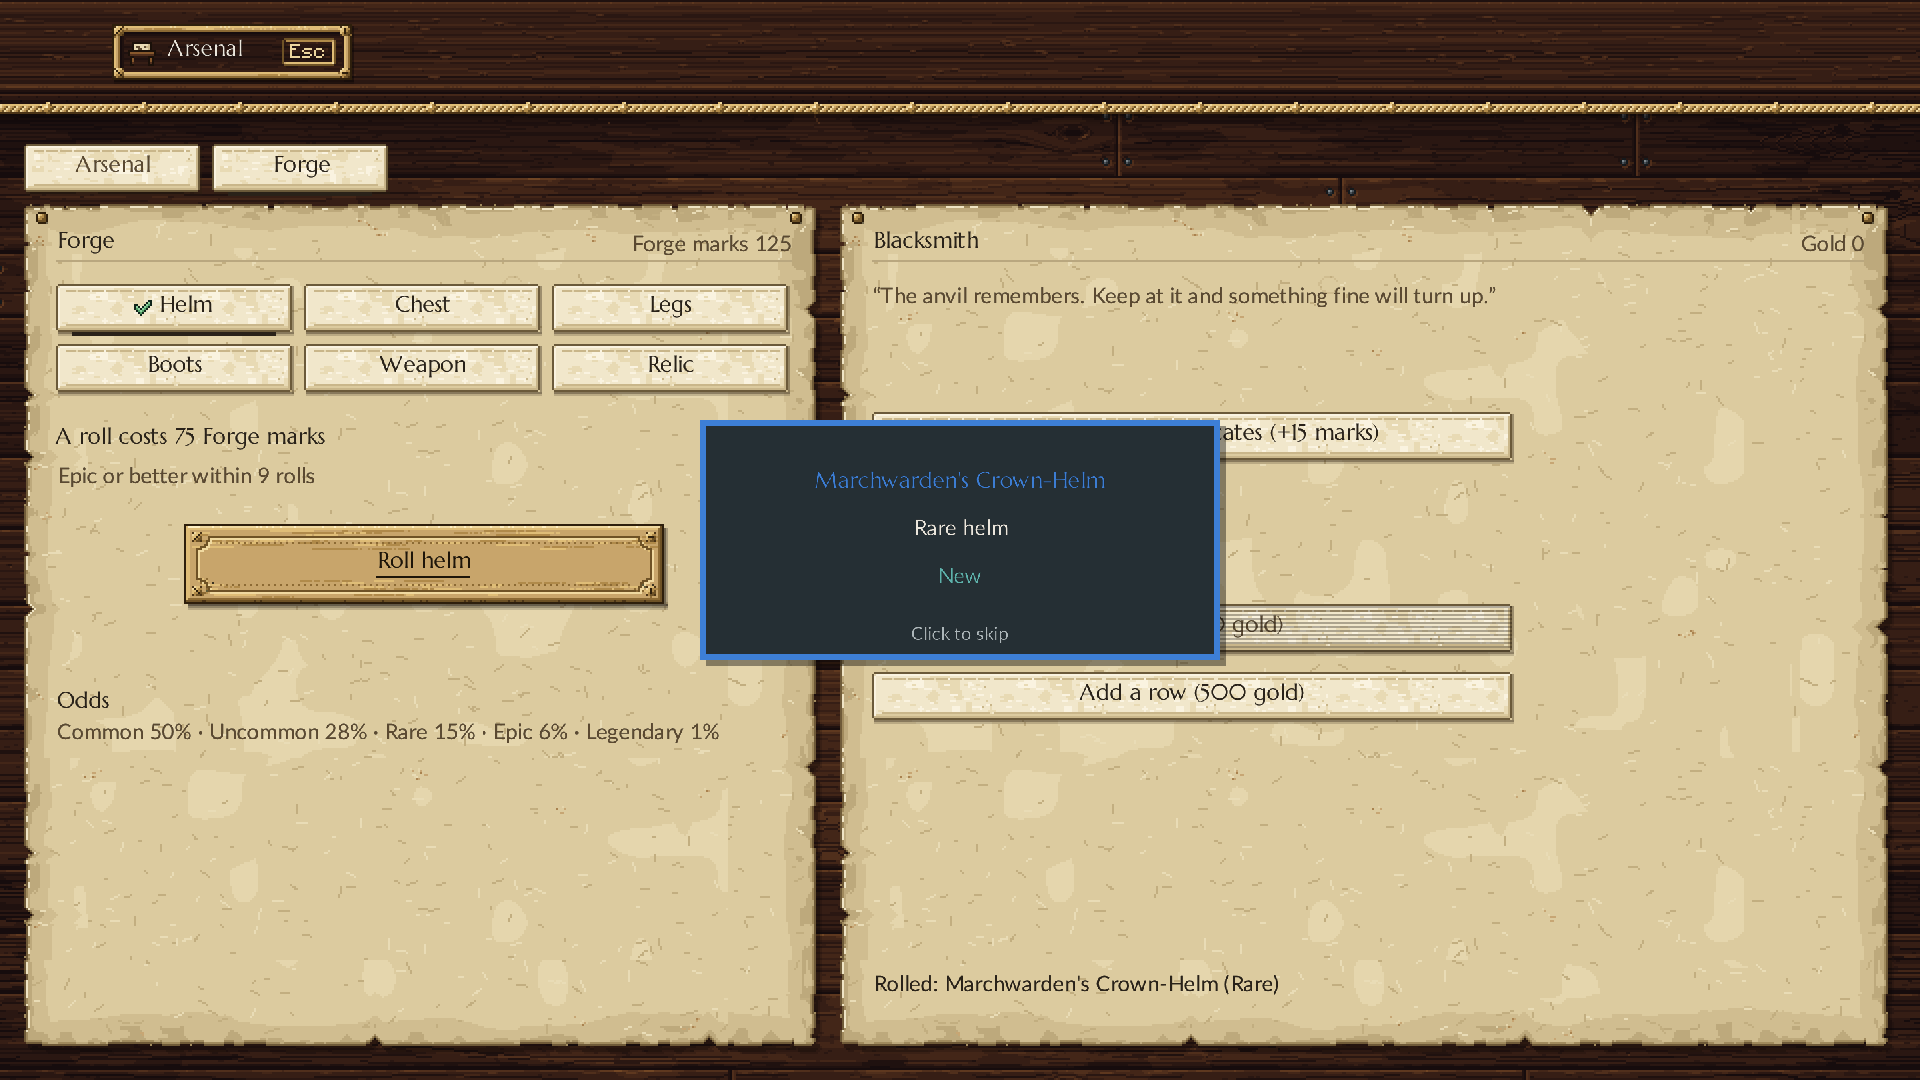 Arsenal Esc
Arsenal Forge
Forge Forge marks 125
Helm Chest Legs
Boots Weapon Relic
A roll costs 75 Forge marks
Epic or better within 9 rolls
Roll helm
Odds
Common 50% · Uncommon 28% · Rare 15% · Epic 6% · Legendary 1%
Blacksmith Gold 0
“The anvil remembers. Keep at it and something fine will turn up.”
(+15 marks)
Marchwarden's Crown-Helm
Rare helm
New
Click to skip
gold)
Add a row (500 gold)
Rolled: Marchwarden's Crown-Helm (Rare)